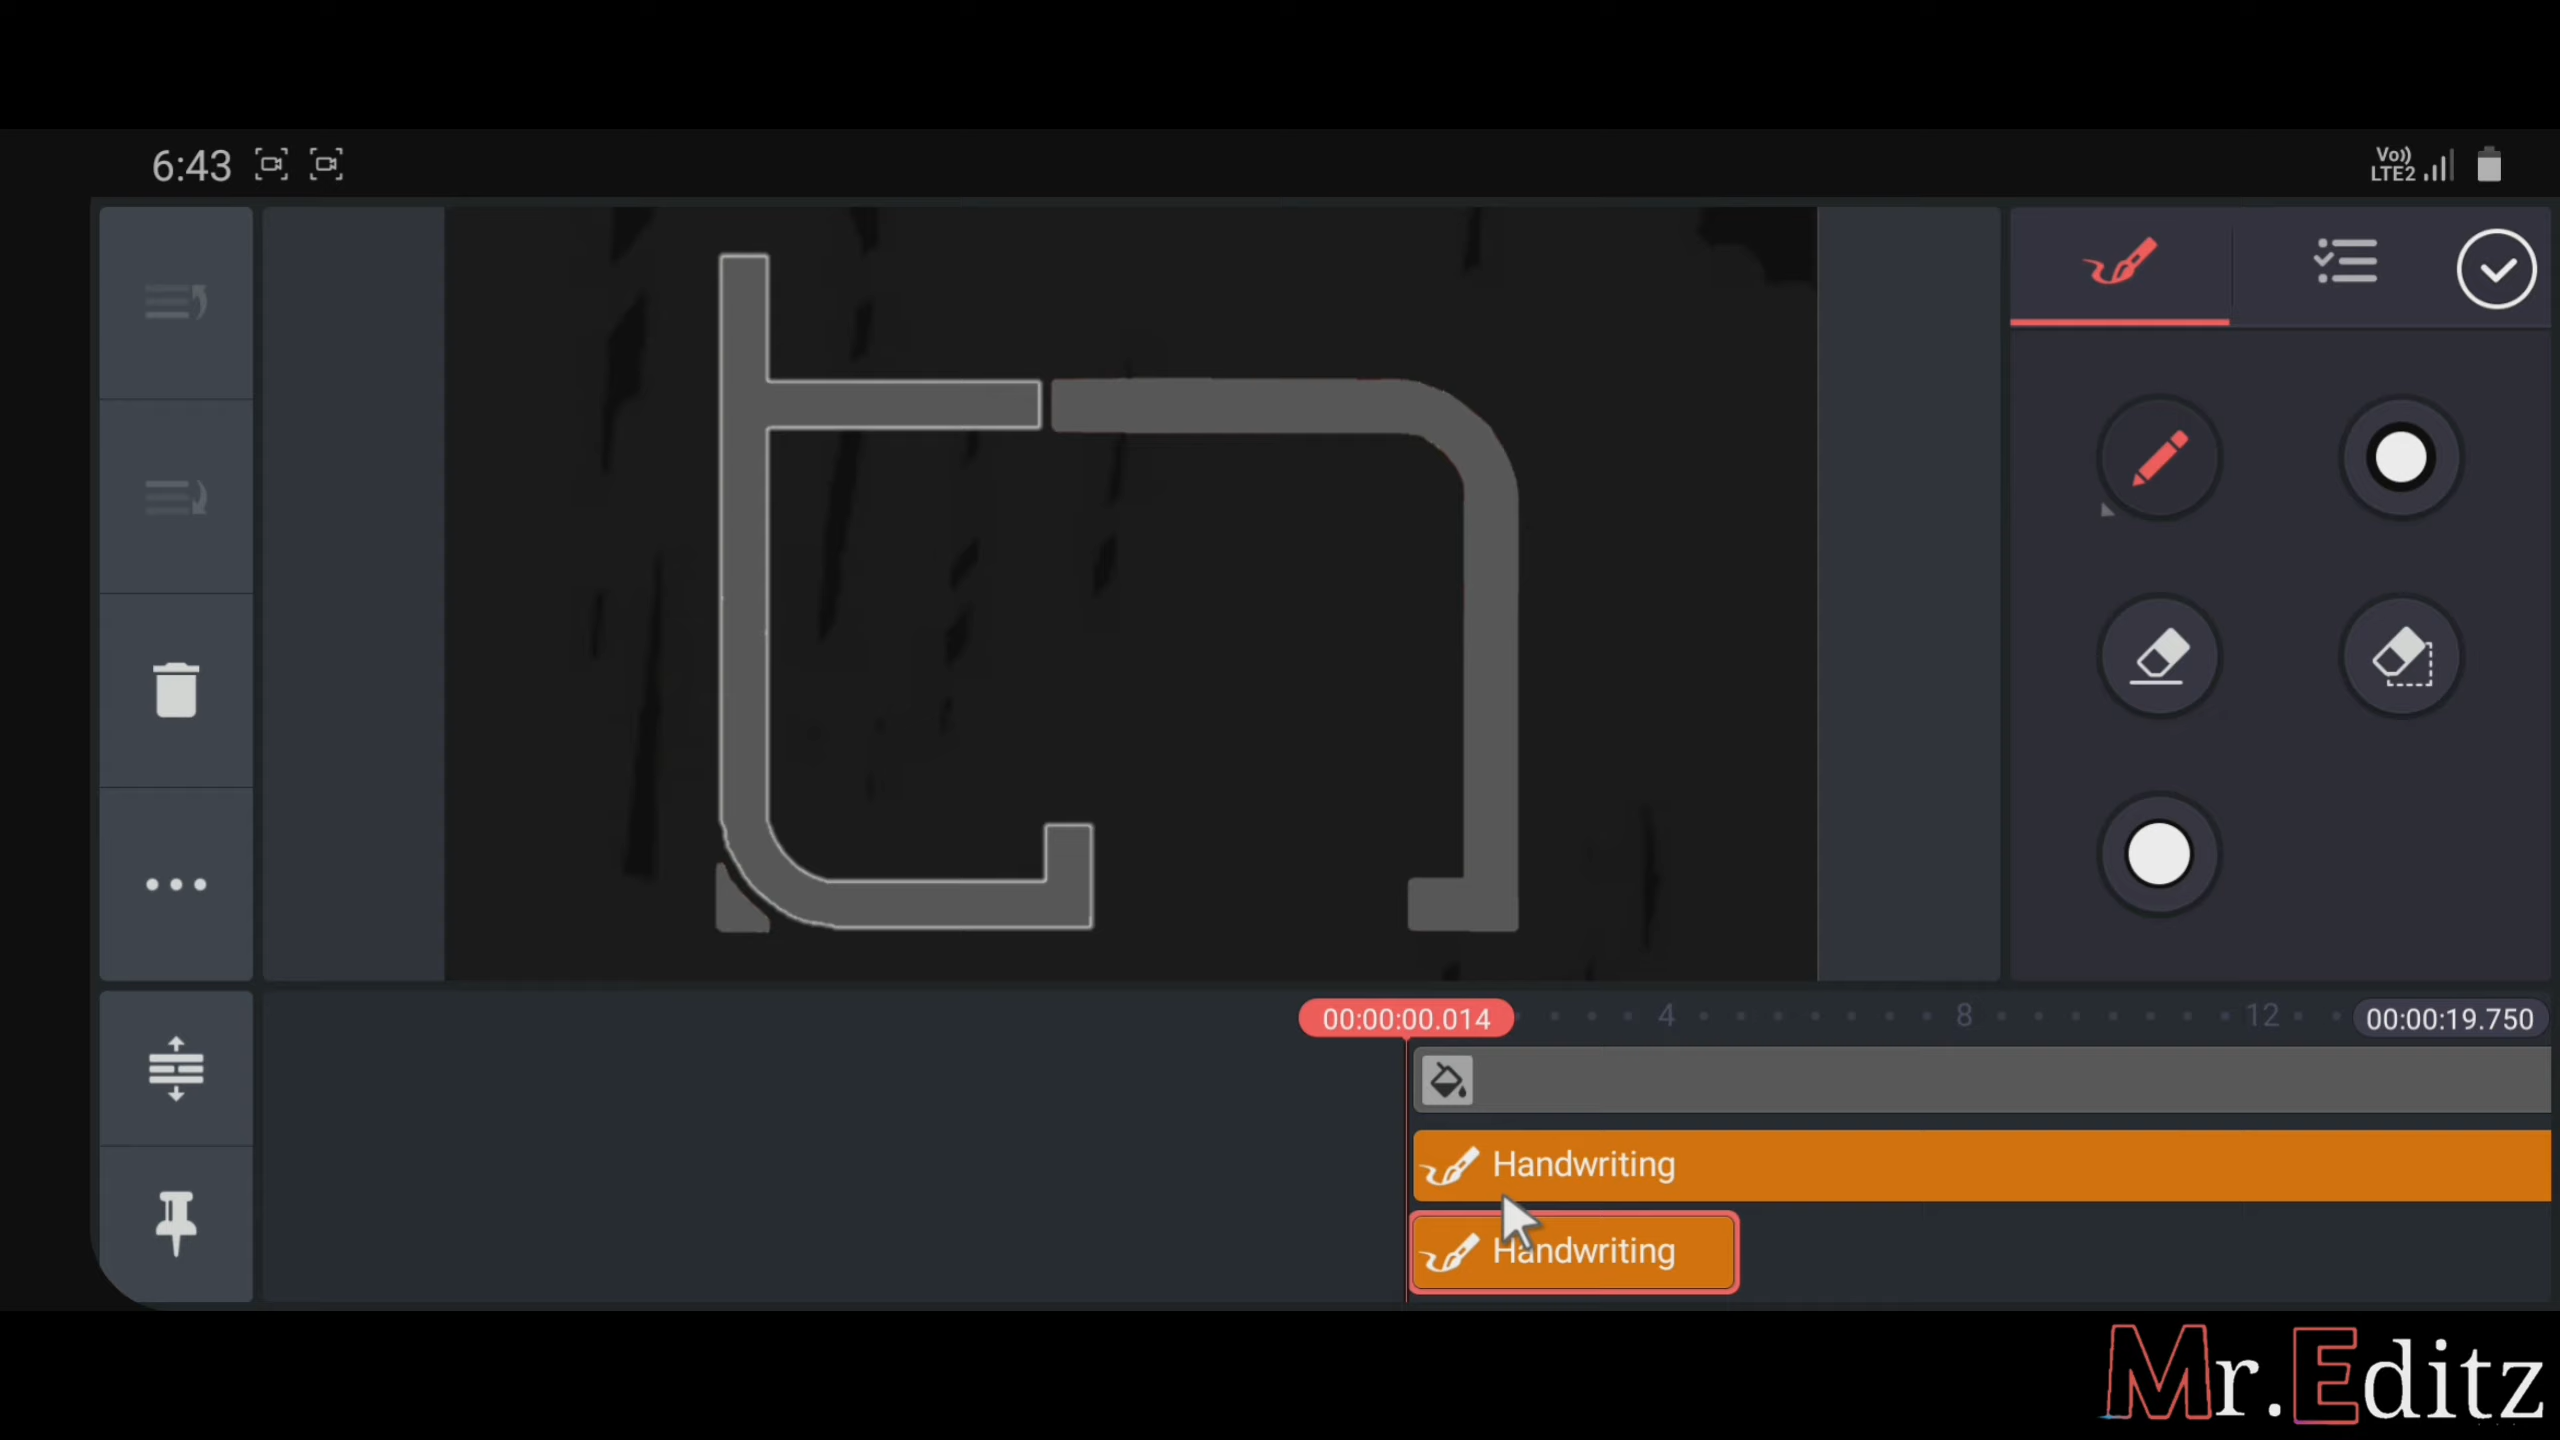 6:43
Vo)) LTE2
00:00:00.014 4 8 12 00:00:19.750
Handwriting
Handwriting
Mr.Editz